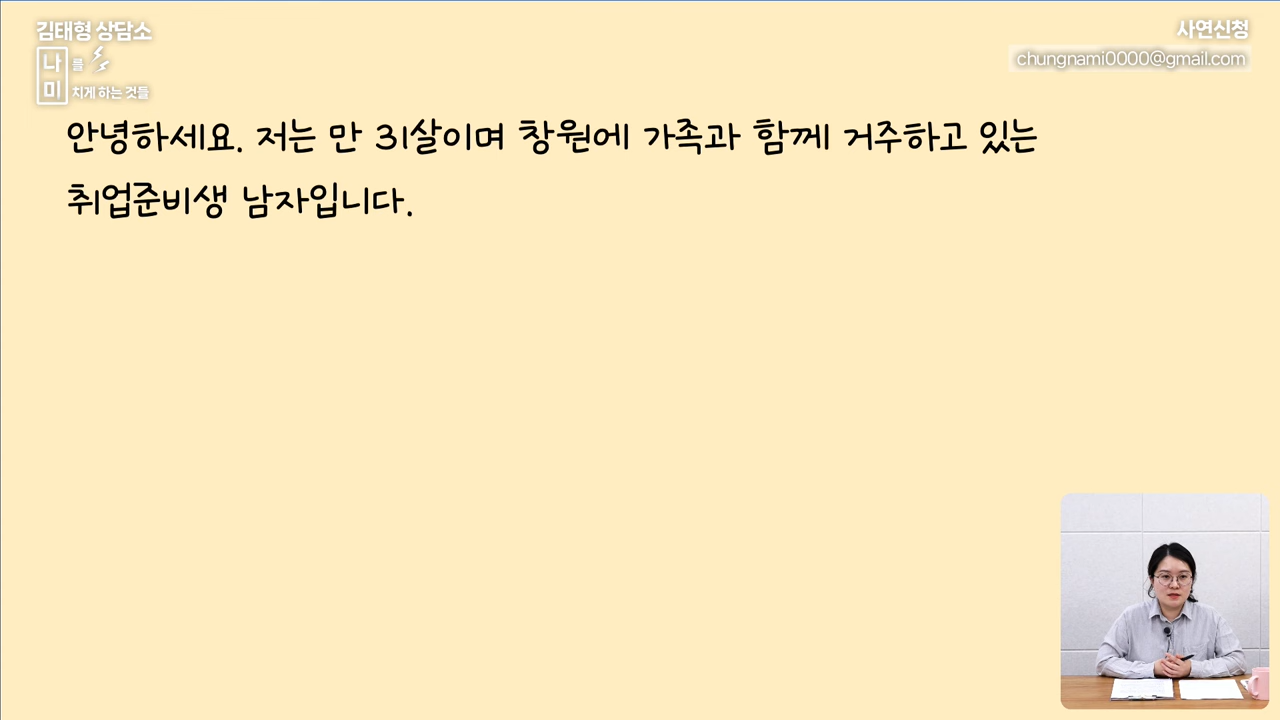 김태형 상담소
나를
미치게 하는 것들
사연신청
chungnami0000@gmail.com
안녕하세요. 저는 만 31살이며 창원에 가족과 함께 거주하고 있는
취업준비생 남자입니다.